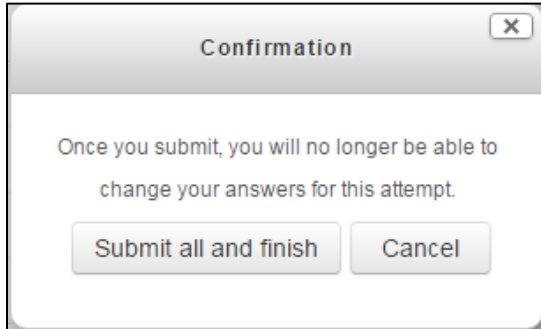 Confirmation
Once you submit, you will no longer be able to
change your answers for this attempt.
Submit all and finish
Cancel